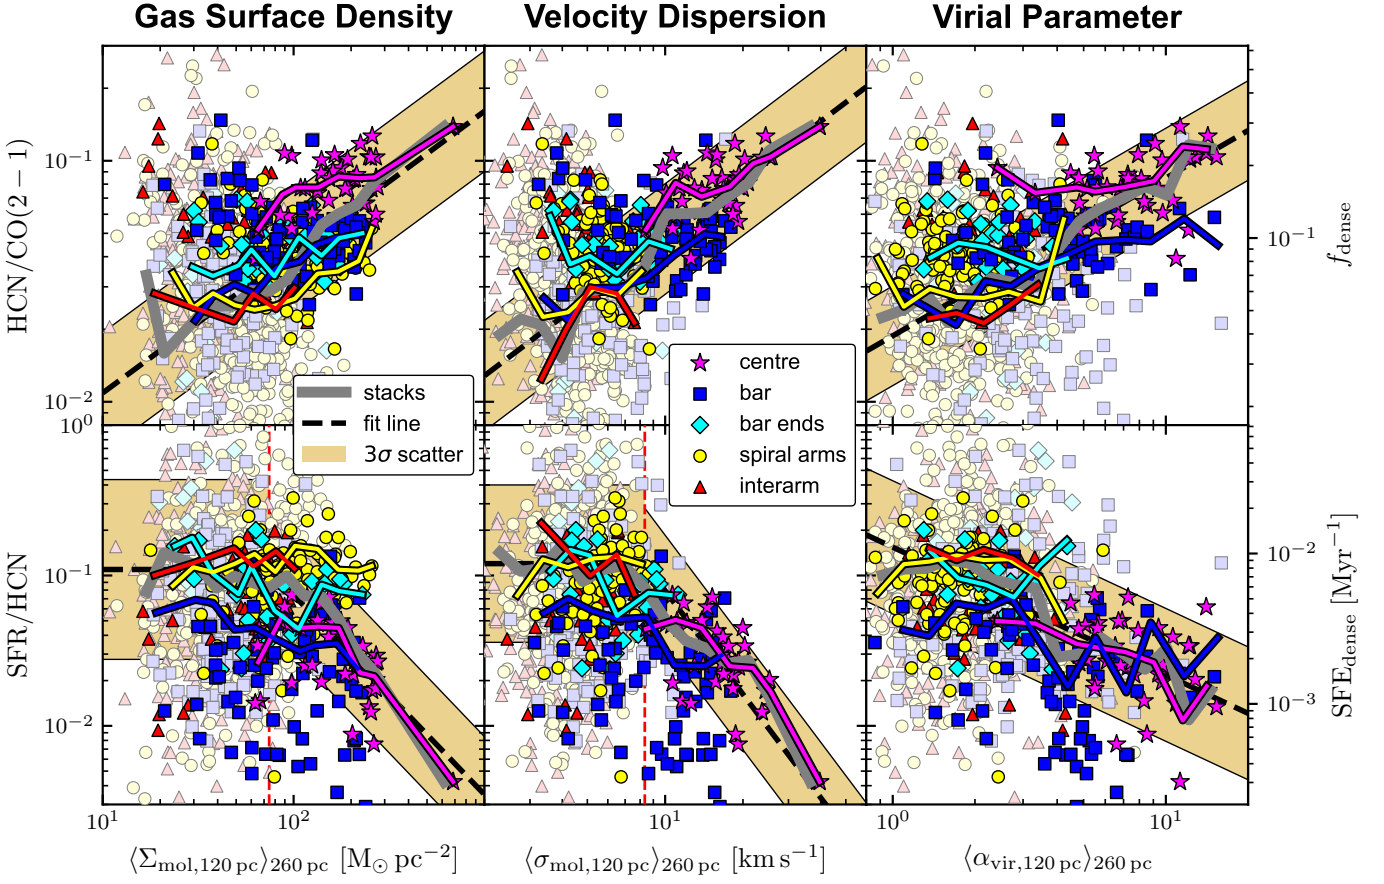 Gas Surface Density
Velocity Dispersion
Virial Parameter
HCN/CO(2 − 1)
10⁻¹
10⁻²
10⁰
f_dense
10⁻¹
stacks
fit line
3σ scatter
centre
bar
bar ends
spiral arms
interarm
SFR/HCN
10⁻¹
10⁻²
SFE_dense [Myr⁻¹]
10⁻²
10⁻³
10¹
10²
10¹
10⁰
10¹
⟨Σ_mol,120 pc⟩_260 pc [M_⊙ pc⁻²]
⟨σ_mol,120 pc⟩_260 pc [km s⁻¹]
⟨α_vir,120 pc⟩_260 pc